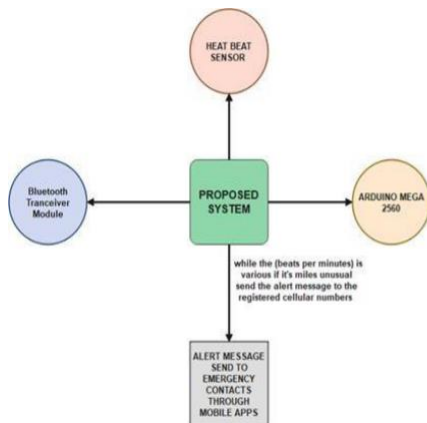 HEAT BEAT
SENSOR
Bluetooth
Tranceiver
Module
PROPOSED
SYSTEM
ARDUINO MEGA
2560
while the (beats per minutes) is
various if it's miles unusual
send the alert message to the
registered cellular numbers
ALERT MESSAGE
SEND TO
EMERGENCY
CONTACTS
THROUGH
MOBILE APPS